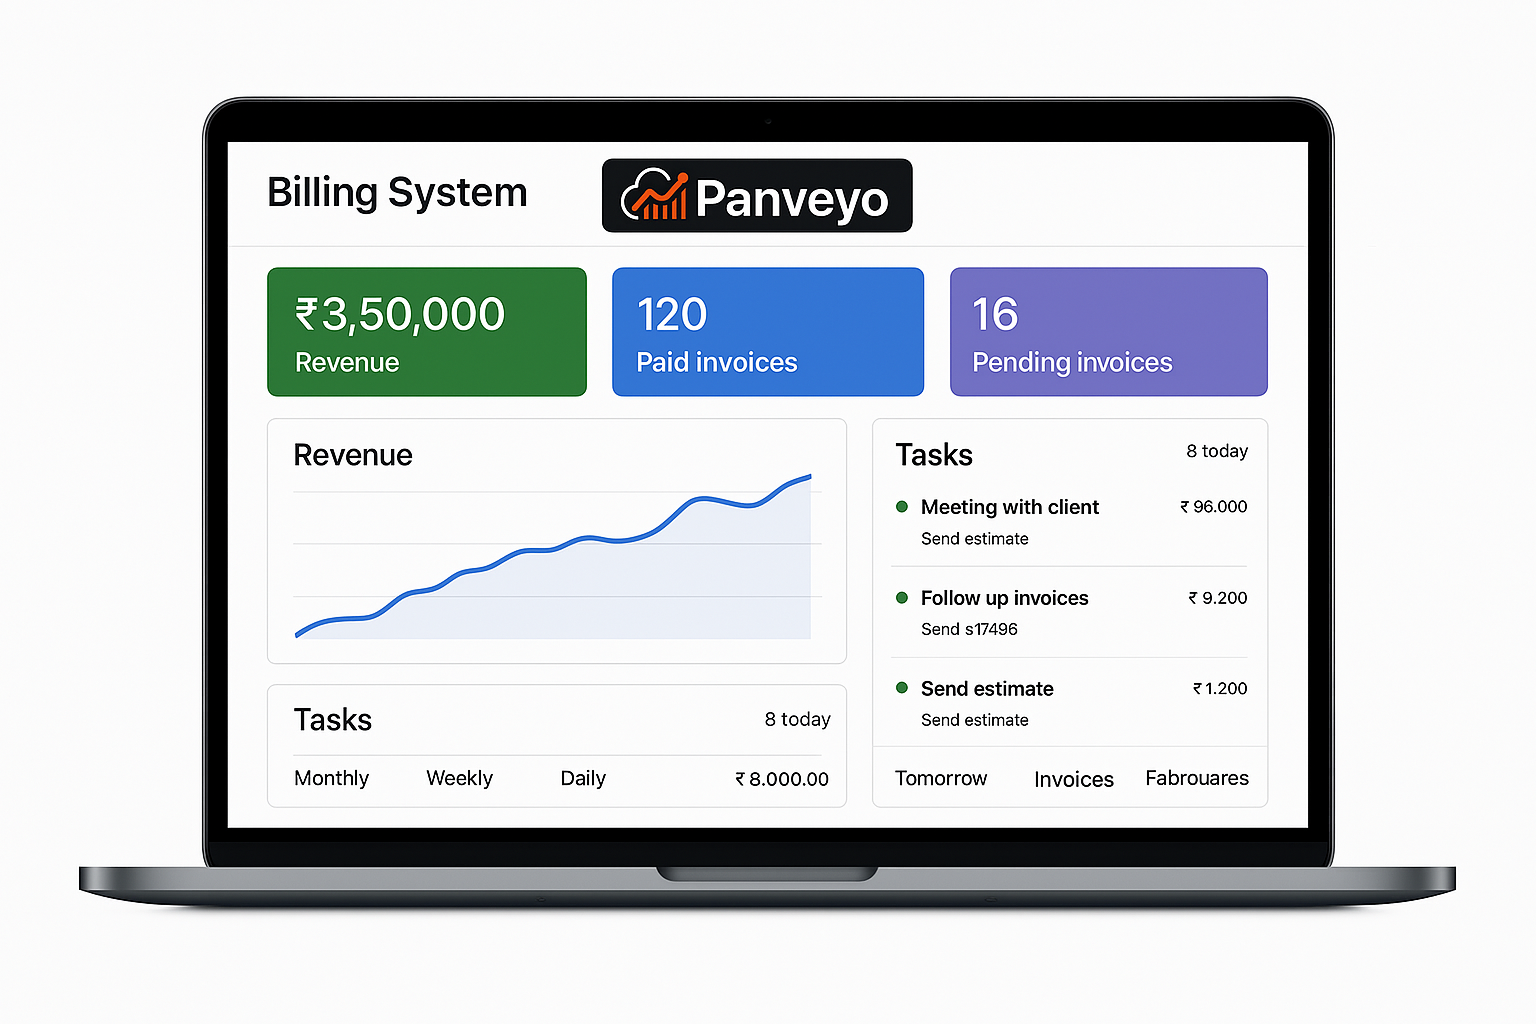 Billing System
Panveyo
₹3,50,000
Revenue
120
Paid invoices
16
Pending invoices
Revenue
Tasks
8 today
Monthly Weekly Daily ₹8.000.00
Tasks
8 today
Meeting with client ₹96.000
Send estimate
Follow up invoices ₹9.200
Send s17496
Send estimate ₹1.200
Send estimate
Tomorrow Invoices Fabrouares